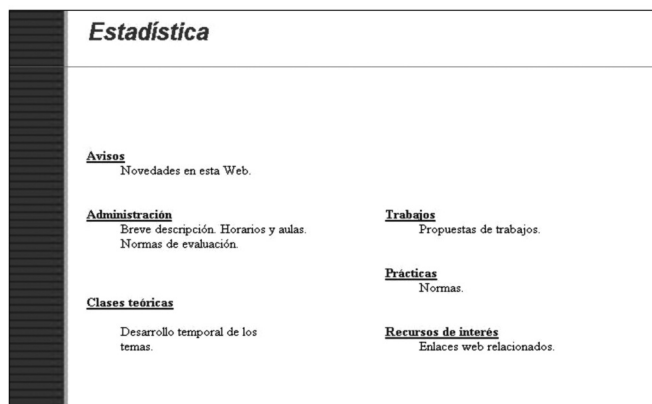 Estadística
Avisos
Novedades en esta Web.
Administración
Breve descripción. Horarios y aulas.
Normas de evaluación.
Clases teóricas
Desarrollo temporal de los
temas.
Trabajos
Propuestas de trabajos.
Prácticas
Normas.
Recursos de interés
Enlaces web relacionados.